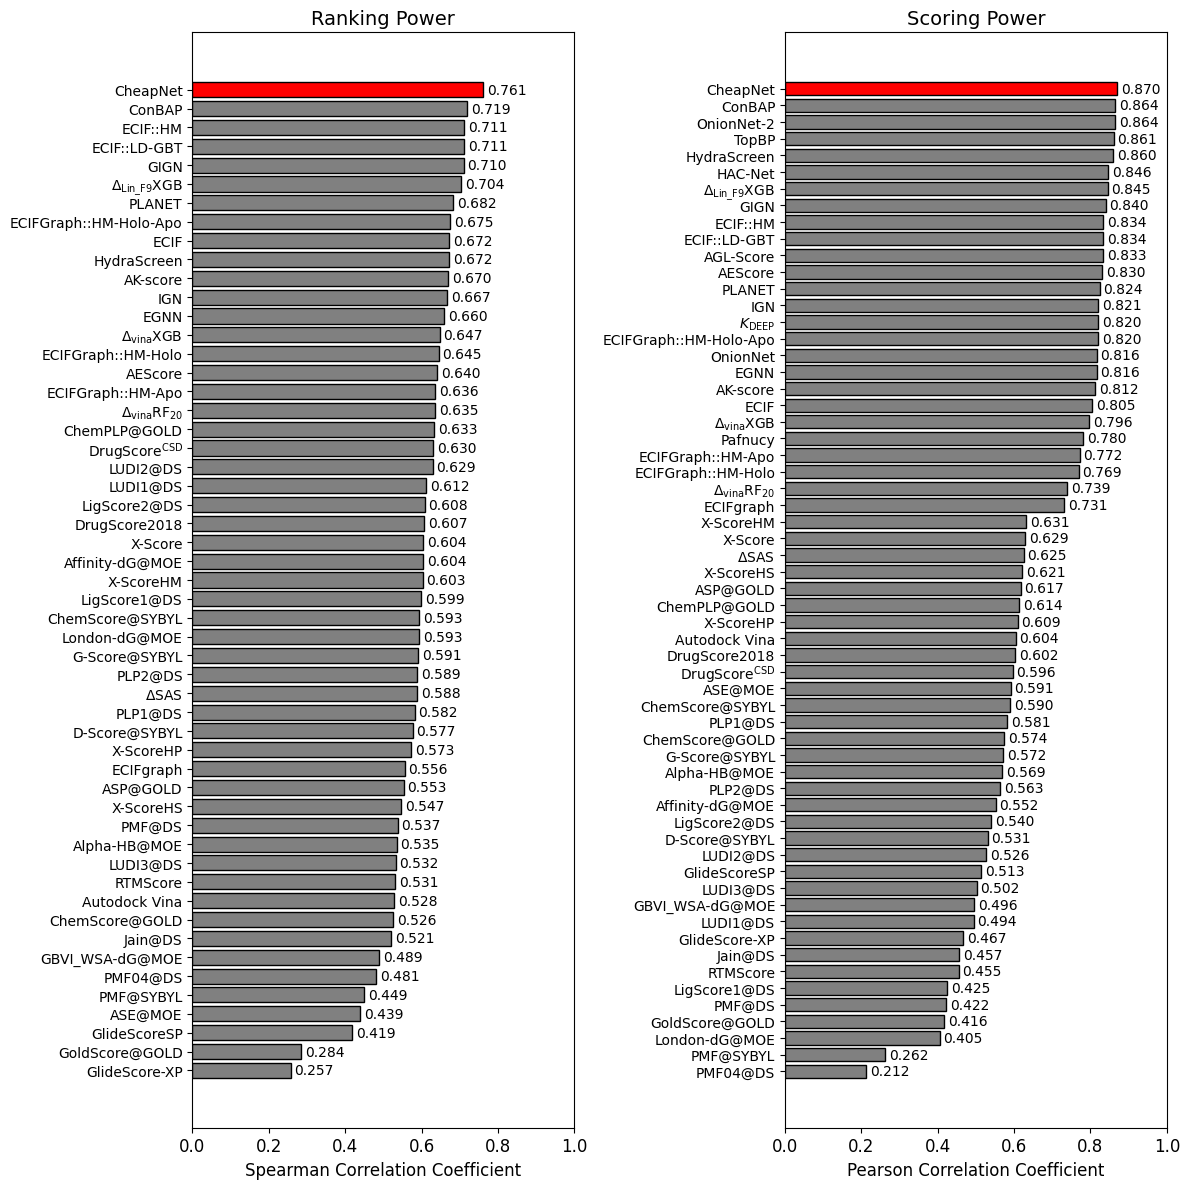 Ranking Power
CheapNet 0.761
ConBAP 0.719
ECIF::HM 0.711
ECIF::LD-GBT 0.711
GIGN 0.710
ΔLin_F9XGB 0.704
PLANET 0.682
ECIFGraph::HM-Holo-Apo 0.675
ECIF 0.672
HydraScreen 0.672
AK-score 0.670
IGN 0.667
EGNN 0.660
ΔvinaXGB 0.647
ECIFGraph::HM-Holo 0.645
AEScore 0.640
ECIFGraph::HM-Apo 0.636
ΔvinaRF20 0.635
ChemPLP@GOLD 0.633
DrugScoreCSD 0.630
LUDI2@DS 0.629
LUDI1@DS 0.612
LigScore2@DS 0.608
DrugScore2018 0.607
X-Score 0.604
Affinity-dG@MOE 0.604
X-ScoreHM 0.603
LigScore1@DS 0.599
ChemScore@SYBYL 0.593
London-dG@MOE 0.593
G-Score@SYBYL 0.591
PLP2@DS 0.589
ΔSAS 0.588
PLP1@DS 0.582
D-Score@SYBYL 0.577
X-ScoreHP 0.573
ECIFgraph 0.556
ASP@GOLD 0.553
X-ScoreHS 0.547
PMF@DS 0.537
Alpha-HB@MOE 0.535
LUDI3@DS 0.532
RTMScore 0.531
Autodock Vina 0.528
ChemScore@GOLD 0.526
Jain@DS 0.521
GBVI_WSA-dG@MOE 0.489
PMF04@DS 0.481
PMF@SYBYL 0.449
ASE@MOE 0.439
GlideScoreSP 0.419
GoldScore@GOLD 0.284
GlideScore-XP 0.257
0.0 0.2 0.4 0.6 0.8 1.0
Spearman Correlation Coefficient
Scoring Power
CheapNet 0.870
ConBAP 0.864
OnionNet-2 0.864
TopBP 0.861
HydraScreen 0.860
HAC-Net 0.846
ΔLin_F9XGB 0.845
GIGN 0.840
ECIF::HM 0.834
ECIF::LD-GBT 0.834
AGL-Score 0.833
AEScore 0.830
PLANET 0.824
IGN 0.821
KDEEP 0.820
ECIFGraph::HM-Holo-Apo 0.820
OnionNet 0.816
EGNN 0.816
AK-score 0.812
ECIF 0.805
ΔvinaXGB 0.796
Pafnucy 0.780
ECIFGraph::HM-Apo 0.772
ECIFGraph::HM-Holo 0.769
ΔvinaRF20 0.739
ECIFgraph 0.731
X-ScoreHM 0.631
X-Score 0.629
ΔSAS 0.625
X-ScoreHS 0.621
ASP@GOLD 0.617
ChemPLP@GOLD 0.614
X-ScoreHP 0.609
Autodock Vina 0.604
DrugScore2018 0.602
DrugScoreCSD 0.596
ASE@MOE 0.591
ChemScore@SYBYL 0.590
PLP1@DS 0.581
ChemScore@GOLD 0.574
G-Score@SYBYL 0.572
Alpha-HB@MOE 0.569
PLP2@DS 0.563
Affinity-dG@MOE 0.552
LigScore2@DS 0.540
D-Score@SYBYL 0.531
LUDI2@DS 0.526
GlideScoreSP 0.513
LUDI3@DS 0.502
GBVI_WSA-dG@MOE 0.496
LUDI1@DS 0.494
GlideScore-XP 0.467
Jain@DS 0.457
RTMScore 0.455
LigScore1@DS 0.425
PMF@DS 0.422
GoldScore@GOLD 0.416
London-dG@MOE 0.405
PMF@SYBYL 0.262
PMF04@DS 0.212
0.0 0.2 0.4 0.6 0.8 1.0
Pearson Correlation Coefficient